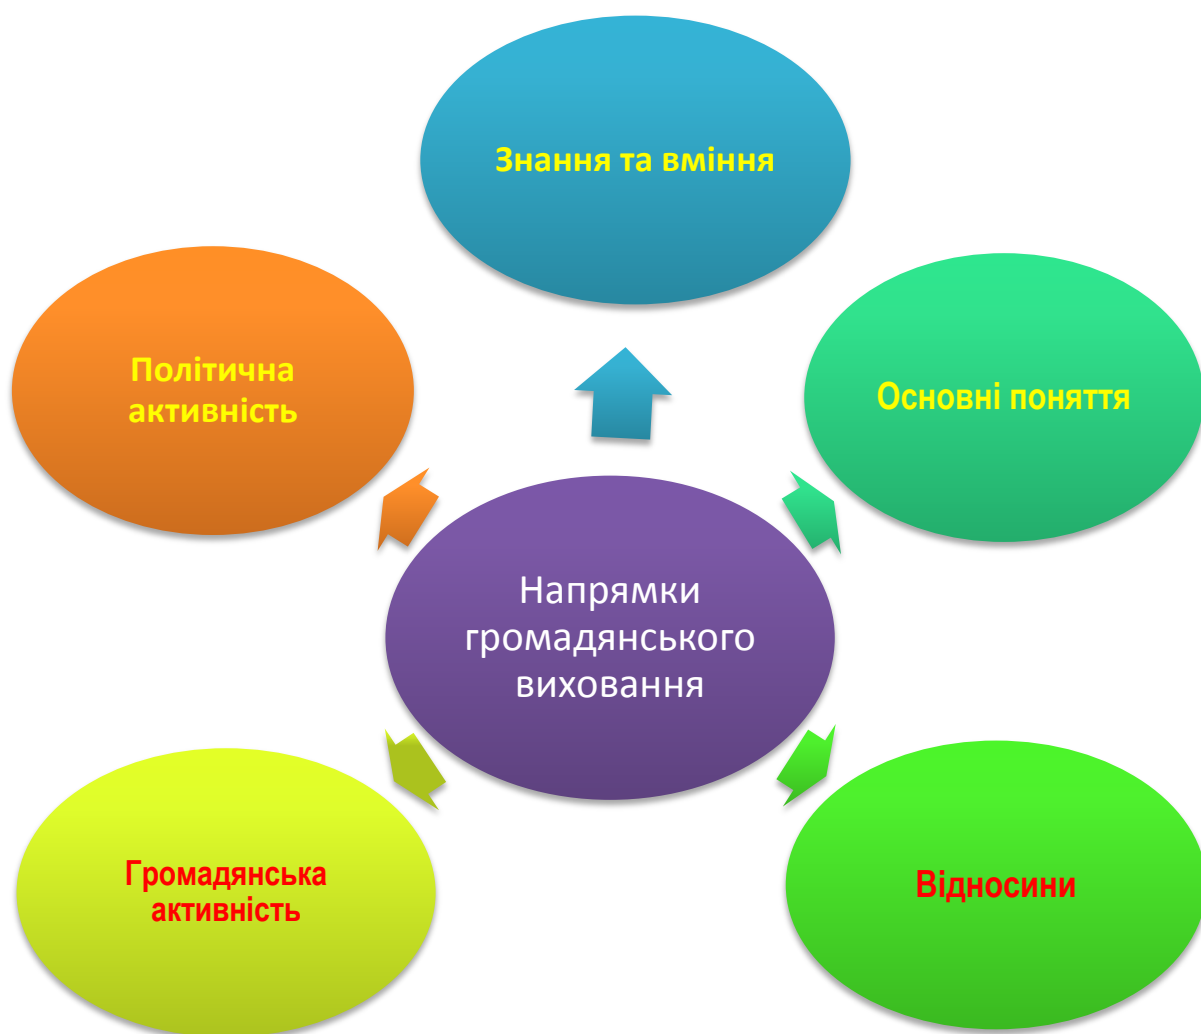 Знання та вміння
Політична
активність
Основні поняття
Напрямки
громадянського
виховання
Громадянська
активність
Відносини